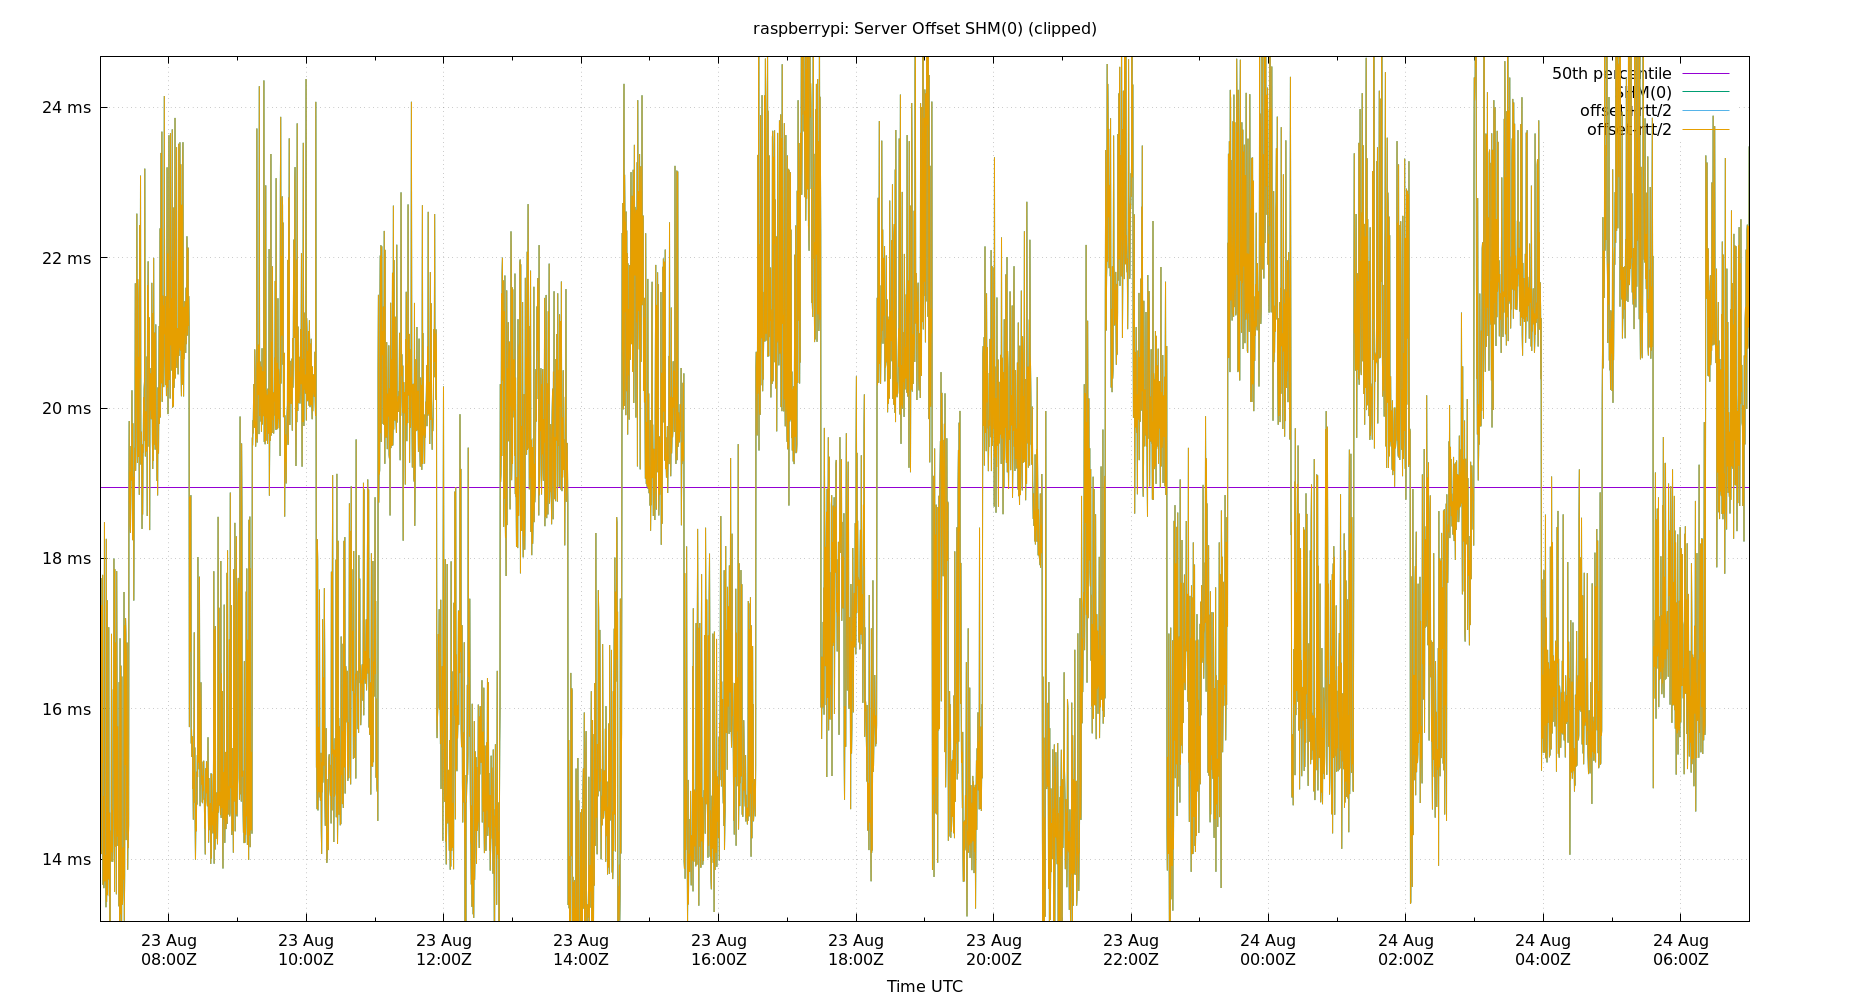 raspberrypi: Server Offset SHM(0) (clipped)
50th percentile
SHM(0)
offset+rtt/2
offset-rtt/2
24 ms
22 ms
20 ms
18 ms
16 ms
14 ms
23 Aug
08:00Z
23 Aug
10:00Z
23 Aug
12:00Z
23 Aug
14:00Z
23 Aug
16:00Z
23 Aug
18:00Z
23 Aug
20:00Z
23 Aug
22:00Z
24 Aug
00:00Z
24 Aug
02:00Z
24 Aug
04:00Z
24 Aug
06:00Z
Time UTC